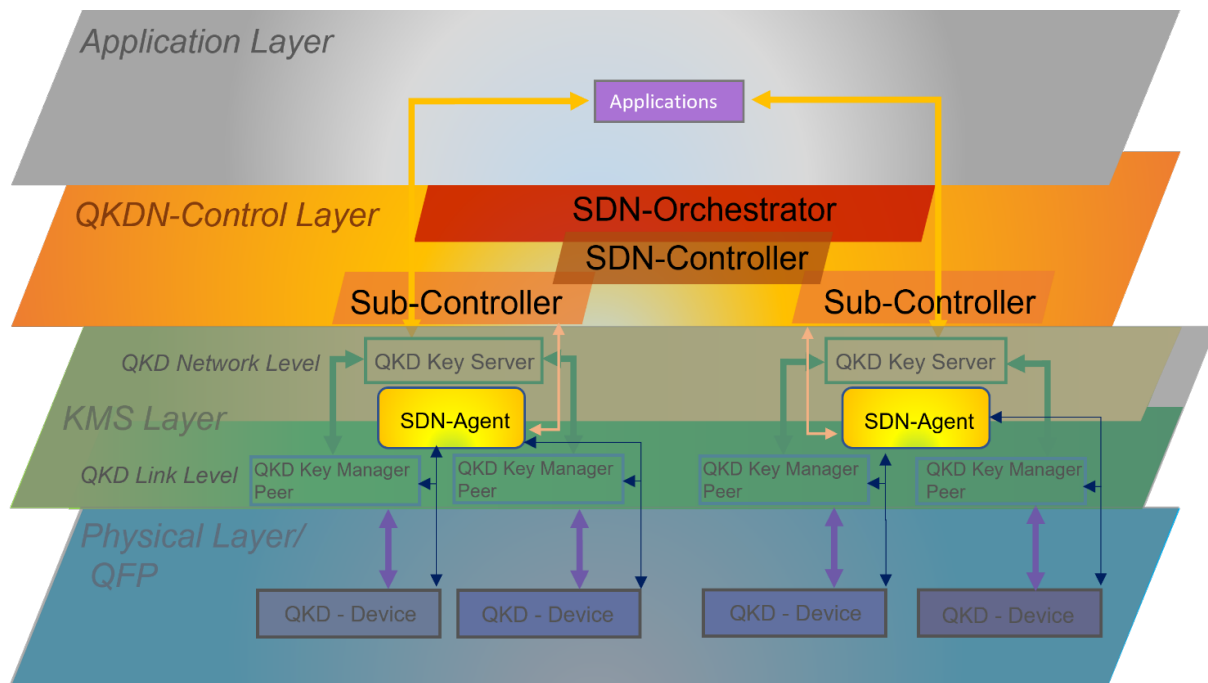 Application Layer
Applications
QKDN-Control Layer
SDN-Orchestrator
SDN-Controller
Sub-Controller
Sub-Controller
QKD Network Level
QKD Key Server
QKD Key Server
KMS Layer
SDN-Agent
SDN-Agent
QKD Link Level
QKD Key Manager
Peer
QKD Key Manager
Peer
QKD Key Manager
Peer
QKD Key Manager
Peer
Physical Layer/
QFP
QKD - Device
QKD - Device
QKD - Device
QKD - Device